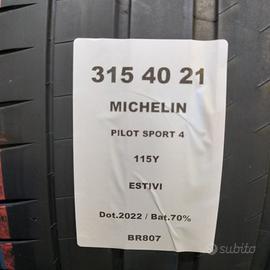 315 40 21
MICHELIN
PILOT SPORT 4
115Y
ESTIVI
Dot.2022 / Bat.70%
BR807
subito